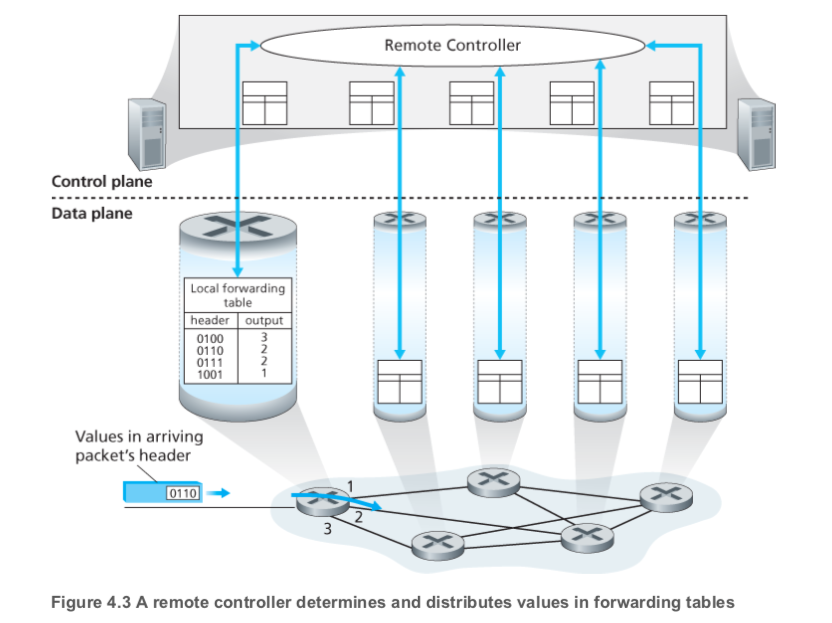 Remote Controller
Control plane
Data plane
Local forwarding
table
header output
0100 3
0110 2
0111 2
1001 1
Values in arriving
packet's header
0110
1
2
3
Figure 4.3 A remote controller determines and distributes values in forwarding tables